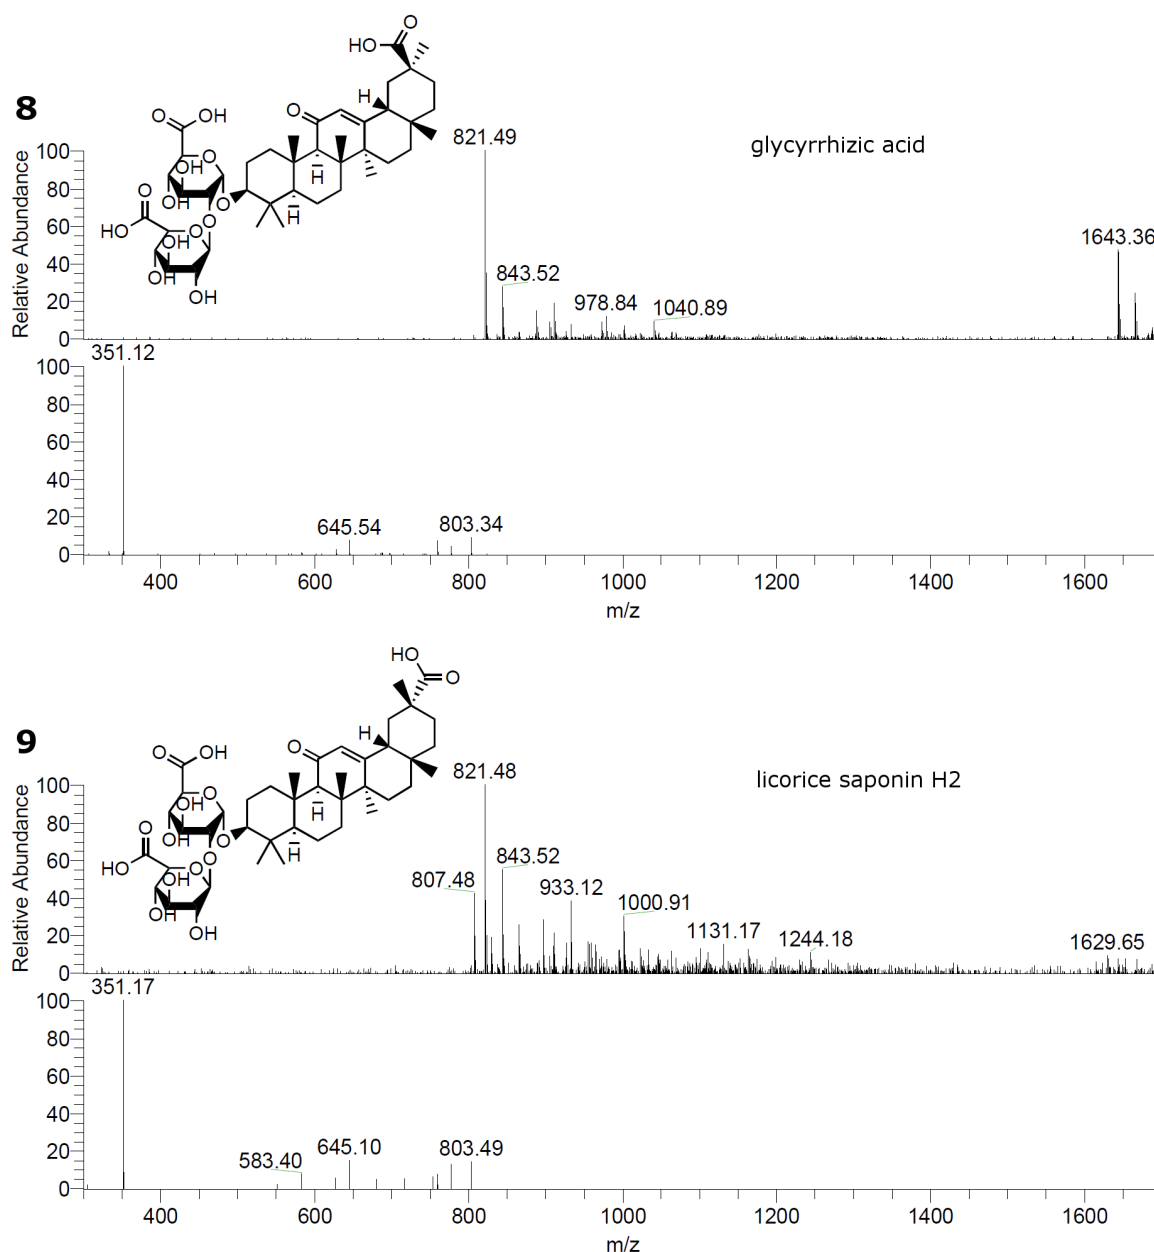 8
glycyrrhizic acid
O
HO
H
O
H
H
O
OH
O
OH
OH
O
O
HO
O
O
OH
OH
OH
Relative Abundance
100
80
60
40
20
0
821.49
843.52
978.84
1040.89
1643.36
100
80
60
40
20
0
351.12
645.54
803.34
400
600
800
1000
1200
1400
1600
m/z
9
licorice saponin H2
HO
O
H
O
H
H
O
OH
O
OH
OH
O
O
HO
O
O
OH
OH
OH
Relative Abundance
100
80
60
40
20
0
807.48
821.48
843.52
933.12
1000.91
1131.17
1244.18
1629.65
100
80
60
40
20
0
351.17
583.40
645.10
803.49
400
600
800
1000
1200
1400
1600
m/z